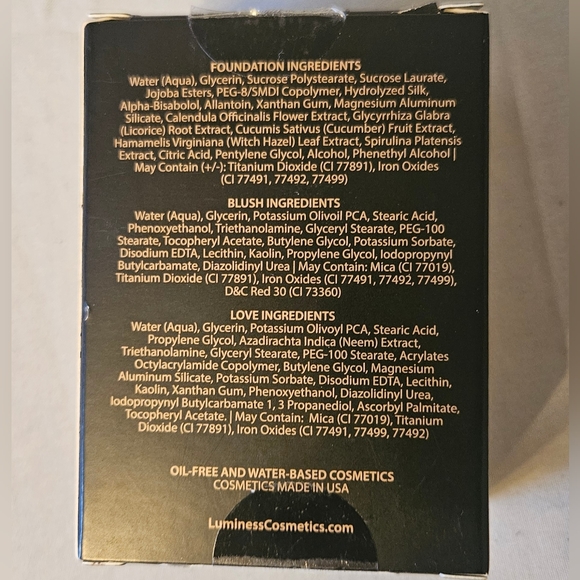 FOUNDATION INGREDIENTS
Water (Aqua), Glycerin, Sucrose Polystearate, Sucrose Laurate,
Jojoba Esters, PEG-8/SMDI Copolymer, Hydrolyzed Silk,
Alpha-Bisabolol, Allantoin, Xanthan Gum, Magnesium Aluminum
Silicate, Calendula Officinalis Flower Extract, Glycyrrhiza Glabra
(Licorice) Root Extract, Cucumis Sativus (Cucumber) Fruit Extract,
Hamamelis Virginiana (Witch Hazel) Leaf Extract, Spirulina Platensis
Extract, Citric Acid, Pentylene Glycol, Alcohol, Phenethyl Alcohol |
May Contain (+/-): Titanium Dioxide (CI 77891), Iron Oxides
(CI 77491, 77492, 77499)
BLUSH INGREDIENTS
Water (Aqua), Glycerin, Potassium Olivoil PCA, Stearic Acid,
Phenoxyethanol, Triethanolamine, Glyceryl Stearate, PEG-100
Stearate, Tocopheryl Acetate, Butylene Glycol, Potassium Sorbate,
Disodium EDTA, Lecithin, Kaolin, Propylene Glycol, Iodopropynyl
Butylcarbamate, Diazolidinyl Urea | May Contain: Mica (CI 77019),
Titanium Dioxide (CI 77891), Iron Oxides (CI 77491, 77492, 77499),
D&C Red 30 (CI 73360)
LOVE INGREDIENTS
Water (Aqua), Glycerin, Potassium Olivoyl PCA, Stearic Acid,
Propylene Glycol, Azadirachta Indica (Neem) Extract,
Triethanolamine, Glyceryl Stearate, PEG-100 Stearate, Acrylates
Octylacrylamide Copolymer, Butylene Glycol, Magnesium
Aluminum Silicate, Potassium Sorbate, Disodium EDTA, Lecithin,
Kaolin, Xanthan Gum, Phenoxyethanol, Diazolidinyl Urea,
Iodopropynyl Butylcarbamate 1, 3 Propanediol, Ascorbyl Palmitate,
Tocopheryl Acetate. | May Contain: Mica (CI 77019), Titanium
Dioxide (CI 77891), Iron Oxides (CI 77491, 77499, 77492)
OIL-FREE AND WATER-BASED COSMETICS
COSMETICS MADE IN USA
LuminessCosmetics.com